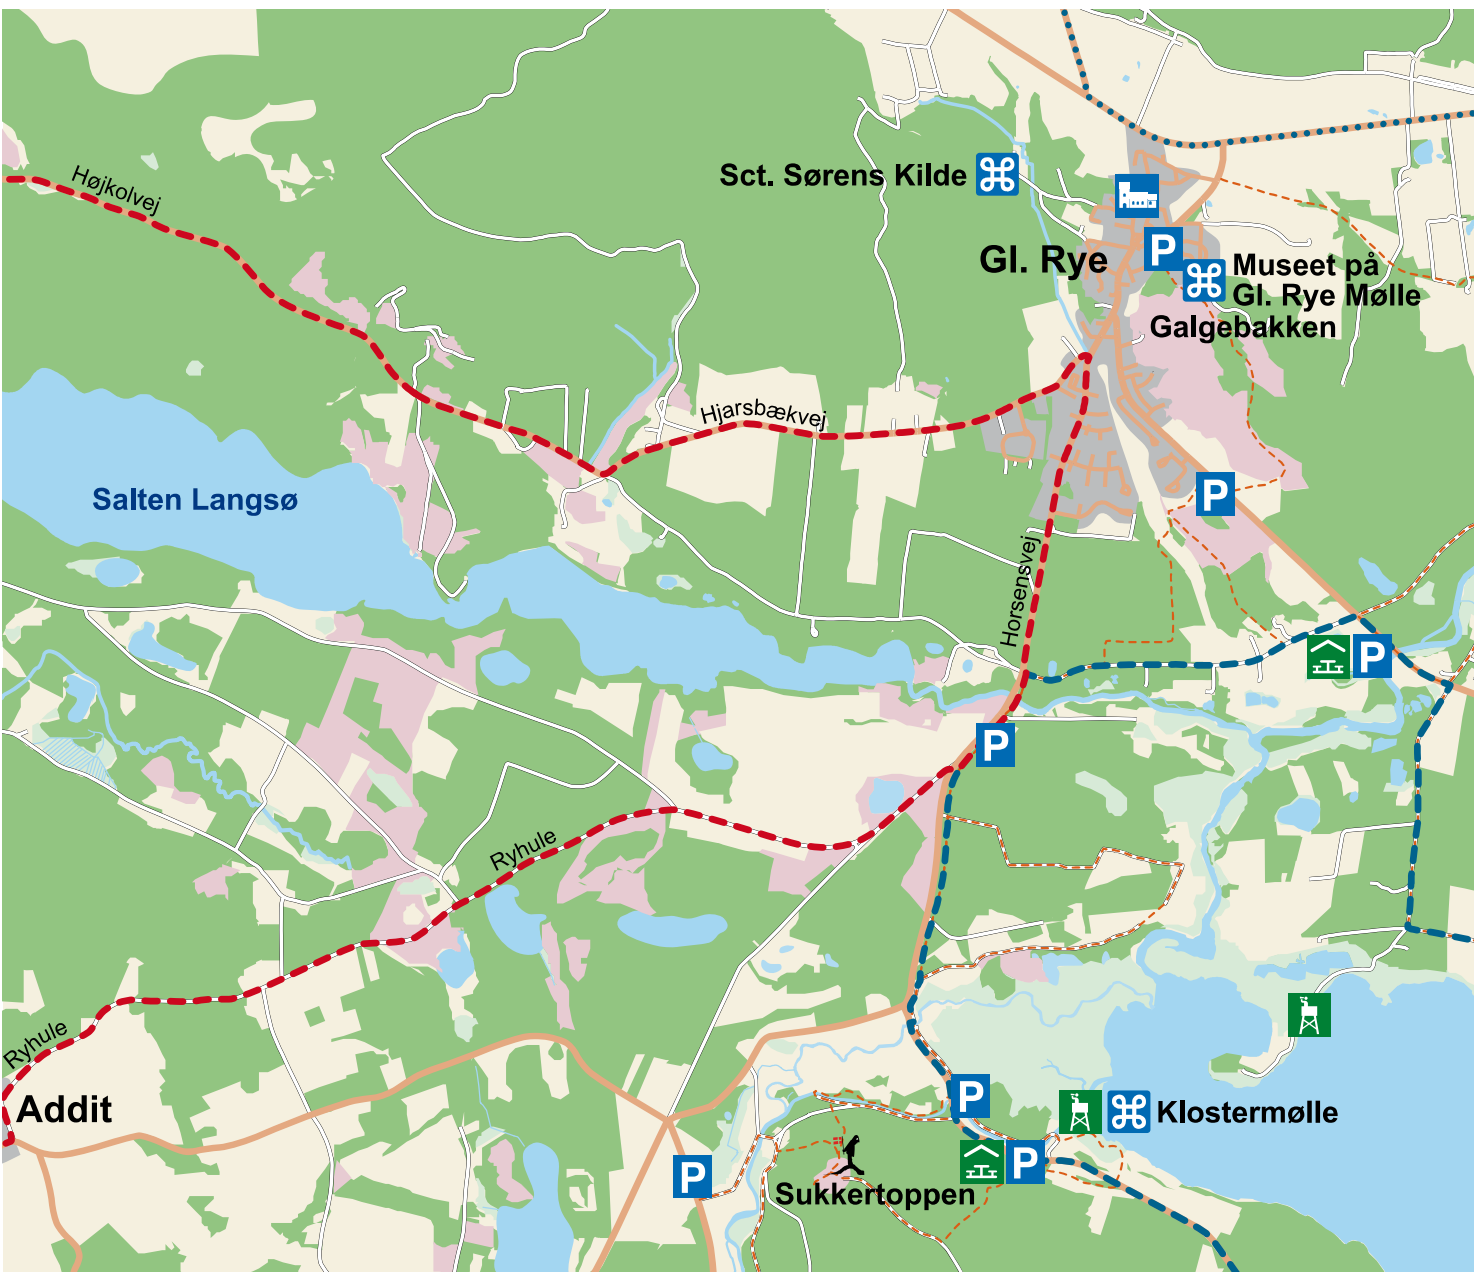 Højkolvej
Sct. Sørens Kilde
Gl. Rye
P
Museet på
Gl. Rye Mølle
Galgebakken
Hjarsbækvej
Salten Langsø
P
Horsensvej
P
P
Ryhule
Ryhule
Addit
P
Klostermølle
P
P
Sukkertoppen